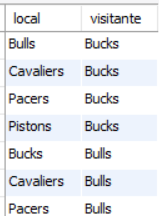 local visitante
Bulls Bucks
Cavaliers Bucks
Pacers Bucks
Pistons Bucks
Bucks Bulls
Cavaliers Bulls
Pacers Bulls